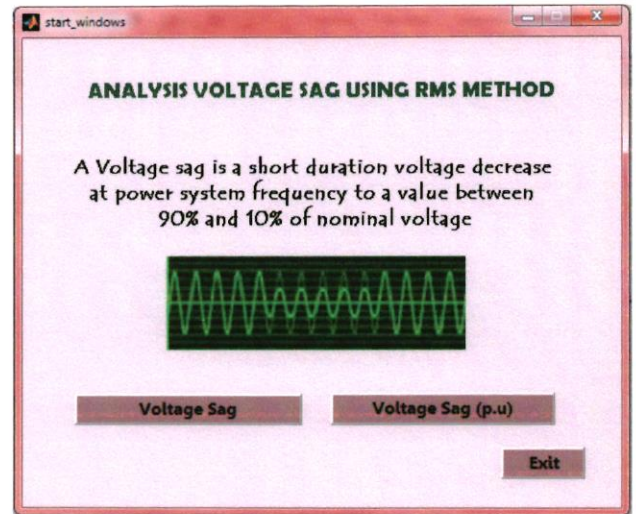 start_windows
ANALYSIS VOLTAGE SAG USING RMS METHOD
A Voltage sag is a short duration voltage decrease
at power system frequency to a value between
90% and 10% of nominal voltage
Voltage Sag
Voltage Sag (p.u)
Exit